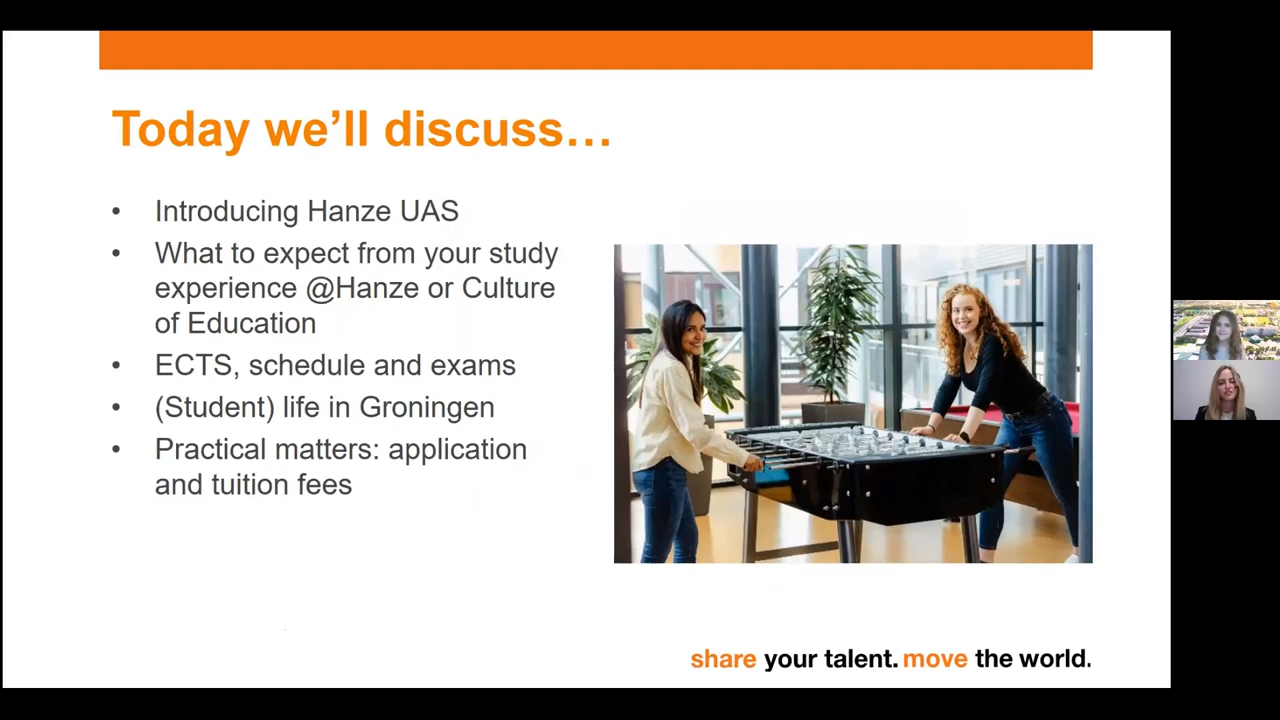 Today we’ll discuss…
• Introducing Hanze UAS
• What to expect from your study
experience @Hanze or Culture
of Education
• ECTS, schedule and exams
• (Student) life in Groningen
• Practical matters: application
and tuition fees
share your talent. move the world.